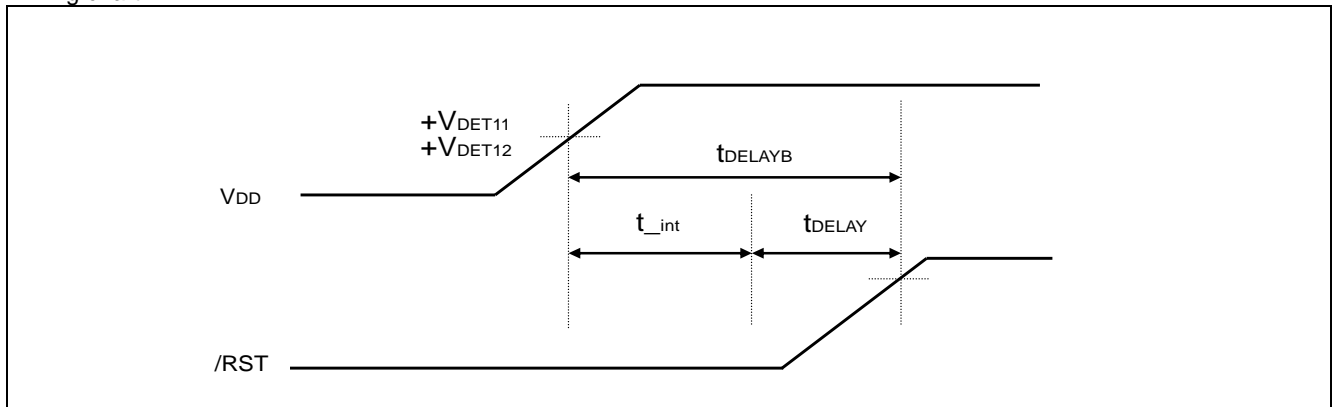 +VDET11
+VDET12
tDELAYB
VDD
t_int
tDELAY
/RST